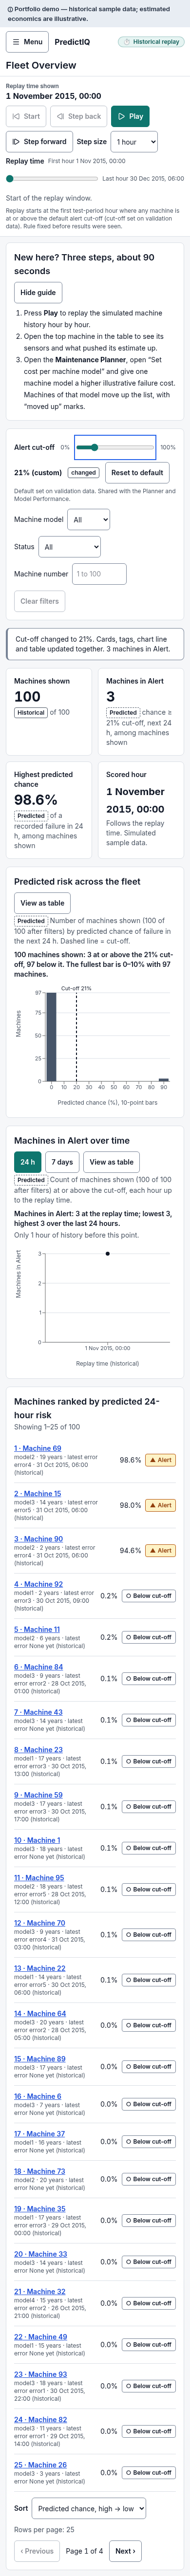 Portfolio demo — historical sample data; estimated
economics are illustrative.
Menu PredictIQ Historical replay
Fleet Overview
Replay time shown
1 November 2015, 00:00
Start Step back Play
Step forward Step size 1 hour
Replay time First hour 1 Nov 2015, 00:00
Last hour 30 Dec 2015, 06:00
Start of the replay window.
Replay starts at the first test-period hour where any machine is
at or above the default alert cut-off (cut-off set on validation
data). Rule fixed before results were seen.
New here? Three steps, about 90
seconds
Hide guide
1. Press Play to replay the simulated machine
history hour by hour.
2. Open the top machine in the table to see its
sensors and what pushed its estimate up.
3. Open the Maintenance Planner, open “Set
cost per machine model” and give one
machine model a higher illustrative failure cost.
Machines of that model move up the list, with
“moved up” marks.
Alert cut-off 0% 100%
21% (custom) changed Reset to default
Default set on validation data. Shared with the Planner and
Model Performance.
Machine model All
Status All
Machine number 1 to 100
Clear filters
Cut-off changed to 21%. Cards, tags, chart line
and table updated together. 3 machines in Alert.
Machines shown
100
Historical of 100
Machines in Alert
3
Predicted chance ≥
21% cut-off, next 24
h, among machines
shown
Highest predicted
chance
98.6%
Predicted of a
recorded failure in 24
h, among machines
shown
Scored hour
1 November
2015, 00:00
Follows the replay
time. Simulated
sample data.
Predicted risk across the fleet
View as table
Predicted Number of machines shown (100 of
100 after filters) by predicted chance of failure in
the next 24 h. Dashed line = cut-off.
100 machines shown: 3 at or above the 21% cut-
off, 97 below it. The fullest bar is 0–10% with 97
machines.
Cut-off 21%
97
75
50
25
0
Machines
0 10 20 30 40 50 60 70 80 90
Predicted chance (%), 10-point bars
Machines in Alert over time
24 h 7 days View as table
Predicted Count of machines shown (100 of 100
after filters) at or above the cut-off, each hour up
to the replay time.
Machines in Alert: 3 at the replay time; lowest 3,
highest 3 over the last 24 hours.
Only 1 hour of history before this point.
3
2
1
0
Machines in Alert
1 Nov 2015, 00:00
Replay time (historical)
Machines ranked by predicted 24-
hour risk
Showing 1–25 of 100
1 · Machine 69
model2 · 19 years · latest error
error4 · 31 Oct 2015, 06:00
(historical)
98.6% Alert
2 · Machine 15
model3 · 14 years · latest error
error5 · 31 Oct 2015, 06:00
(historical)
98.0% Alert
3 · Machine 90
model2 · 2 years · latest error
error4 · 31 Oct 2015, 06:00
(historical)
94.6% Alert
4 · Machine 92
model1 · 2 years · latest error
error3 · 30 Oct 2015, 09:00
(historical)
0.2% Below cut-off
5 · Machine 11
model2 · 6 years · latest
error None yet (historical)
0.2% Below cut-off
6 · Machine 84
model3 · 9 years · latest
error error2 · 28 Oct 2015,
01:00 (historical)
0.1% Below cut-off
7 · Machine 43
model3 · 14 years · latest
error None yet (historical)
0.1% Below cut-off
8 · Machine 23
model1 · 17 years · latest
error error3 · 30 Oct 2015,
13:00 (historical)
0.1% Below cut-off
9 · Machine 59
model3 · 17 years · latest
error error3 · 30 Oct 2015,
17:00 (historical)
0.1% Below cut-off
10 · Machine 1
model3 · 18 years · latest
error None yet (historical)
0.1% Below cut-off
11 · Machine 95
model2 · 18 years · latest
error error5 · 28 Oct 2015,
12:00 (historical)
0.1% Below cut-off
12 · Machine 70
model3 · 9 years · latest
error error4 · 31 Oct 2015,
03:00 (historical)
0.1% Below cut-off
13 · Machine 22
model1 · 14 years · latest
error error5 · 30 Oct 2015,
06:00 (historical)
0.1% Below cut-off
14 · Machine 64
model3 · 20 years · latest
error error2 · 28 Oct 2015,
05:00 (historical)
0.0% Below cut-off
15 · Machine 89
model3 · 17 years · latest
error None yet (historical)
0.0% Below cut-off
16 · Machine 6
model3 · 7 years · latest
error None yet (historical)
0.0% Below cut-off
17 · Machine 37
model1 · 16 years · latest
error None yet (historical)
0.0% Below cut-off
18 · Machine 73
model2 · 20 years · latest
error None yet (historical)
0.0% Below cut-off
19 · Machine 35
model1 · 17 years · latest
error error3 · 29 Oct 2015,
00:00 (historical)
0.0% Below cut-off
20 · Machine 33
model3 · 14 years · latest
error None yet (historical)
0.0% Below cut-off
21 · Machine 32
model4 · 15 years · latest
error error2 · 26 Oct 2015,
21:00 (historical)
0.0% Below cut-off
22 · Machine 49
model1 · 15 years · latest
error None yet (historical)
0.0% Below cut-off
23 · Machine 93
model3 · 18 years · latest
error error1 · 30 Oct 2015,
22:00 (historical)
0.0% Below cut-off
24 · Machine 82
model3 · 11 years · latest
error error1 · 29 Oct 2015,
14:00 (historical)
0.0% Below cut-off
25 · Machine 26
model3 · 3 years · latest
error None yet (historical)
0.0% Below cut-off
Sort Predicted chance, high → low
Rows per page: 25
‹ Previous Page 1 of 4 Next ›